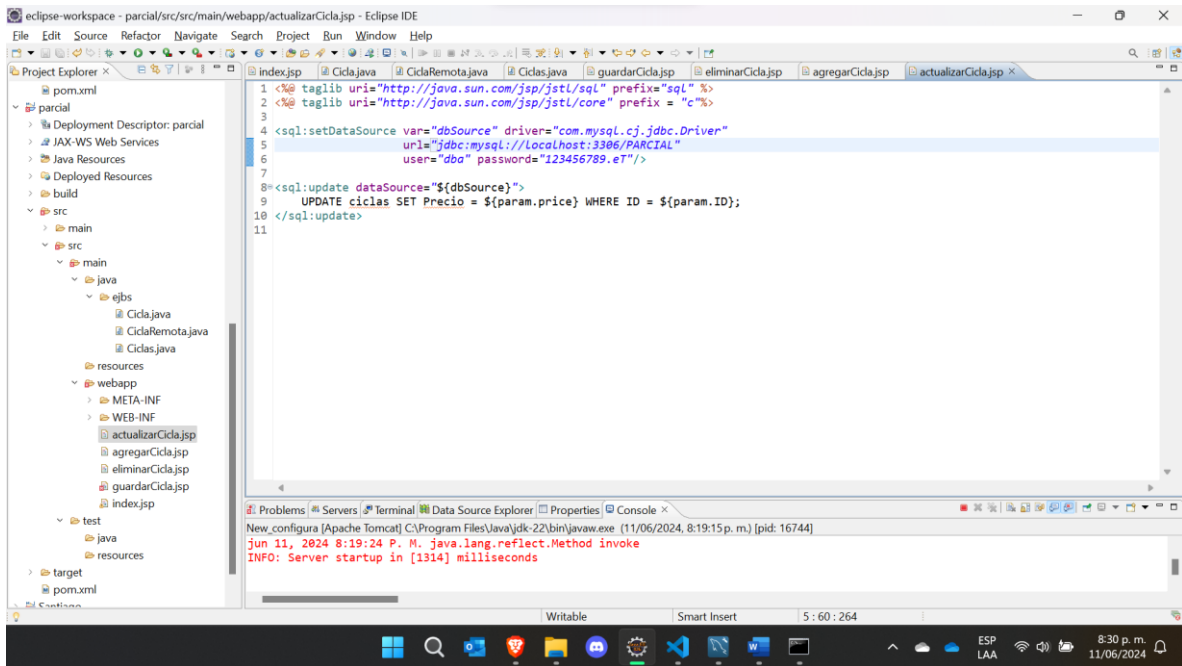 eclipse-workspace - parcial/src/src/main/webapp/actualizarCicla.jsp - Eclipse IDE
File Edit Source Refactor Navigate Search Project Run Window Help
Project Explorer
index.jsp Cicla.java CiclaRemota.java Ciclas.java guardarCicla.jsp eliminarCicla.jsp agregarCicla.jsp actualizarCicla.jsp
pom.xml
parcial
Deployment Descriptor: parcial
JAX-WS Web Services
Java Resources
Deployed Resources
build
src
main
src
main
java
ejbs
Cicla.java
CiclaRemota.java
Ciclas.java
resources
webapp
META-INF
WEB-INF
actualizarCicla.jsp
agregarCicla.jsp
eliminarCicla.jsp
guardarCicla.jsp
index.jsp
test
java
resources
target
pom.xml
Santiago
1 <%@ taglib uri="http://java.sun.com/jsp/jstl/sql" prefix="sql" %>
2 <%@ taglib uri="http://java.sun.com/jsp/jstl/core" prefix = "c"%>
3
4 <sql:setDataSource var="dbSource" driver="com.mysql.cj.jdbc.Driver"
5 url="jdbc:mysql://localhost:3306/PARCIAL"
6 user="dba" password="123456789.eT"/>
7
8 <sql:update dataSource="${dbSource}">
9 UPDATE ciclas SET Precio = ${param.price} WHERE ID = ${param.ID};
10 </sql:update>
11
Problems Servers Terminal Data Source Explorer Properties Console
New_configura [Apache Tomcat] C:\Program Files\Java\jdk-22\bin\javaw.exe (11/06/2024, 8:19:15 p. m.) [pid: 16744]
jun 11, 2024 8:19:24 P. M. java.lang.reflect.Method invoke
INFO: Server startup in [1314] milliseconds
Writable Smart Insert 5 : 60 : 264
ESP
LAA
8:30 p. m.
11/06/2024